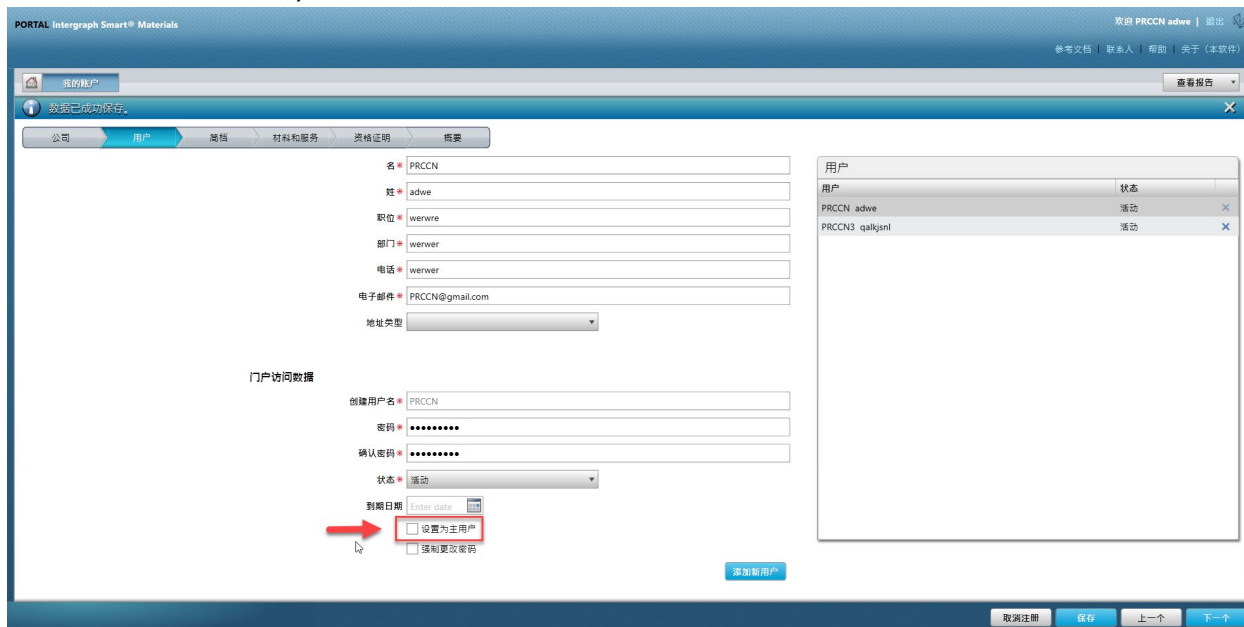 PORTAL Intergraph Smart® Materials
欢迎 PRCCN adwe | 退出
参考文档 | 联系人 | 帮助 | 关于（本软件）
我的账户
查看报告
数据已成功保存。
公司 用户 简档 材料和服务 资格证明 概要
名* PRCCN
姓* adwe
职位* werwre
部门* werwer
电话* werwer
电子邮件* PRCCN@gmail.com
地址类型
门户访问数据
创建用户名* PRCCN
密码* •••••••••
确认密码* •••••••••
状态* 活动
到期日期 Enter date
设置为主用户
强制更改密码
添加新用户
用户
用户 状态
PRCCN adwe 活动
PRCCN3 qalkjsnl 活动
取消注册 保存 上一个 下一个